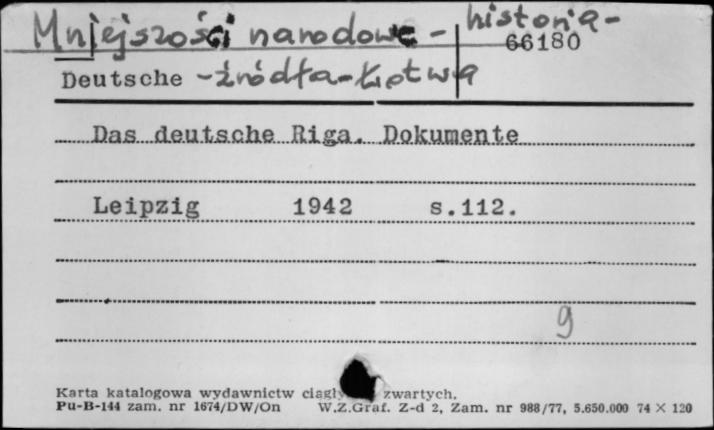 Mniejszości narodowe - historia -
66180
Deutsche - źródła - Łotwa
Das deutsche Riga. Dokumente
Leipzig 1942 s.112.
9
Karta katalogowa wydawnictw zwartych.
Pu-B-144 zam. nr 1674/DW/On W.Z.Graf. Z-d 2, Zam. nr 988/77, 5.650.000 74 × 120